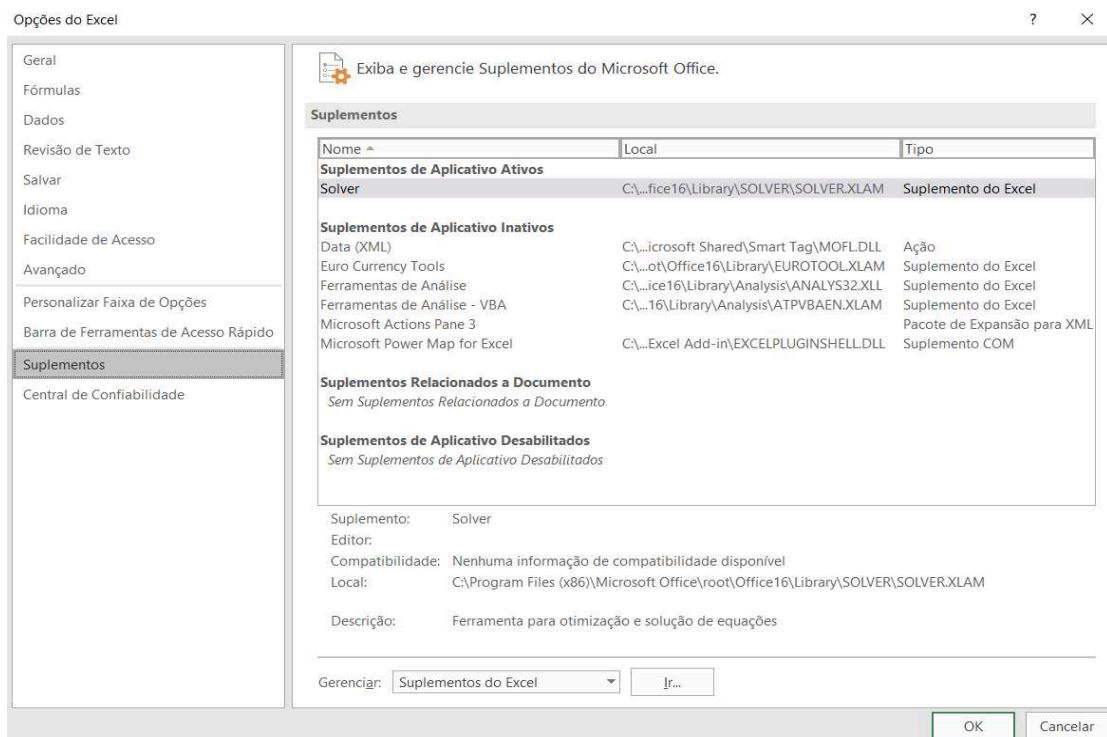 Opções do Excel ? ×
Geral
Fórmulas
Dados
Revisão de Texto
Salvar
Idioma
Facilidade de Acesso
Avançado
Personalizar Faixa de Opções
Barra de Ferramentas de Acesso Rápido
Suplementos
Central de Confiabilidade
Exiba e gerencie Suplementos do Microsoft Office.
Suplementos
Nome Local Tipo
Suplementos de Aplicativo Ativos
Solver C:\...fice16\Library\SOLVER\SOLVER.XLAM Suplemento do Excel
Suplementos de Aplicativo Inativos
Data (XML) C:\...icrosoft Shared\Smart Tag\MOFL.DLL Ação
Euro Currency Tools C:\...ot\Office16\Library\EUROTOOL.XLAM Suplemento do Excel
Ferramentas de Análise C:\...ice16\Library\Analysis\ANALYS32.XLL Suplemento do Excel
Ferramentas de Análise - VBA C:\...16\Library\Analysis\ATPVBAEN.XLAM Suplemento do Excel
Microsoft Actions Pane 3 Pacote de Expansão para XML
Microsoft Power Map for Excel C:\...Excel Add-in\EXCELPLUGINSHELL.DLL Suplemento COM
Suplementos Relacionados a Documento
Sem Suplementos Relacionados a Documento
Suplementos de Aplicativo Desabilitados
Sem Suplementos de Aplicativo Desabilitados
Suplemento: Solver
Editor:
Compatibilidade: Nenhuma informação de compatibilidade disponível
Local: C:\Program Files (x86)\Microsoft Office\root\Office16\Library\SOLVER\SOLVER.XLAM
Descrição: Ferramenta para otimização e solução de equações
Gerenciar: Suplementos do Excel Ir...
OK Cancelar